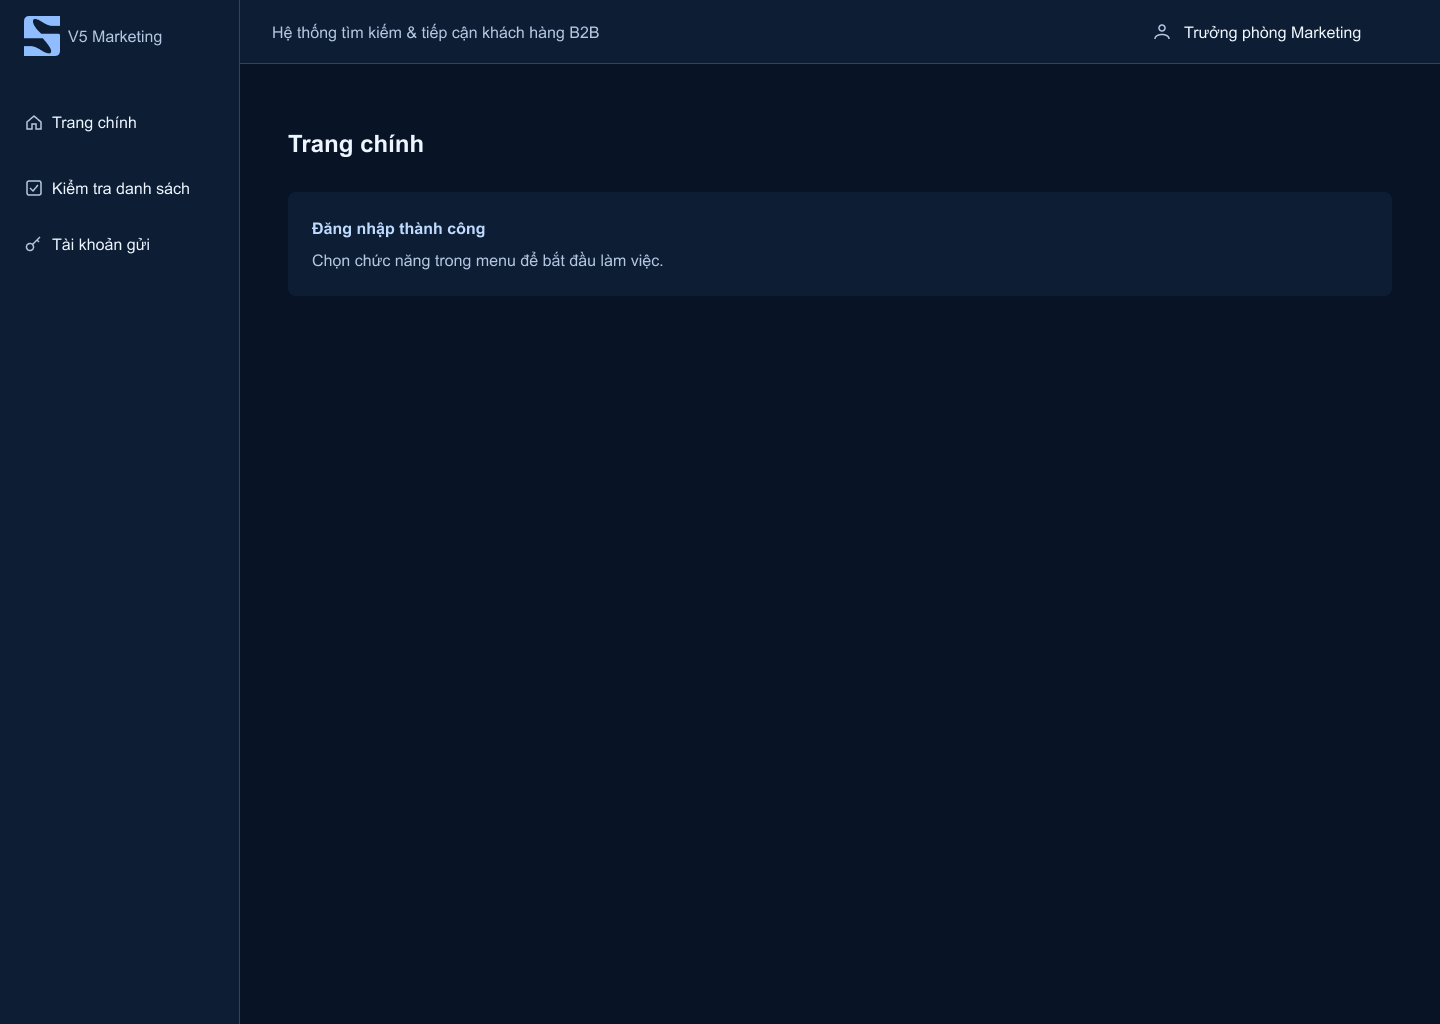 V5 Marketing
Hệ thống tìm kiếm & tiếp cận khách hàng B2B
Trưởng phòng Marketing
Trang chính
Kiểm tra danh sách
Tài khoản gửi
Trang chính
Đăng nhập thành công
Chọn chức năng trong menu để bắt đầu làm việc.